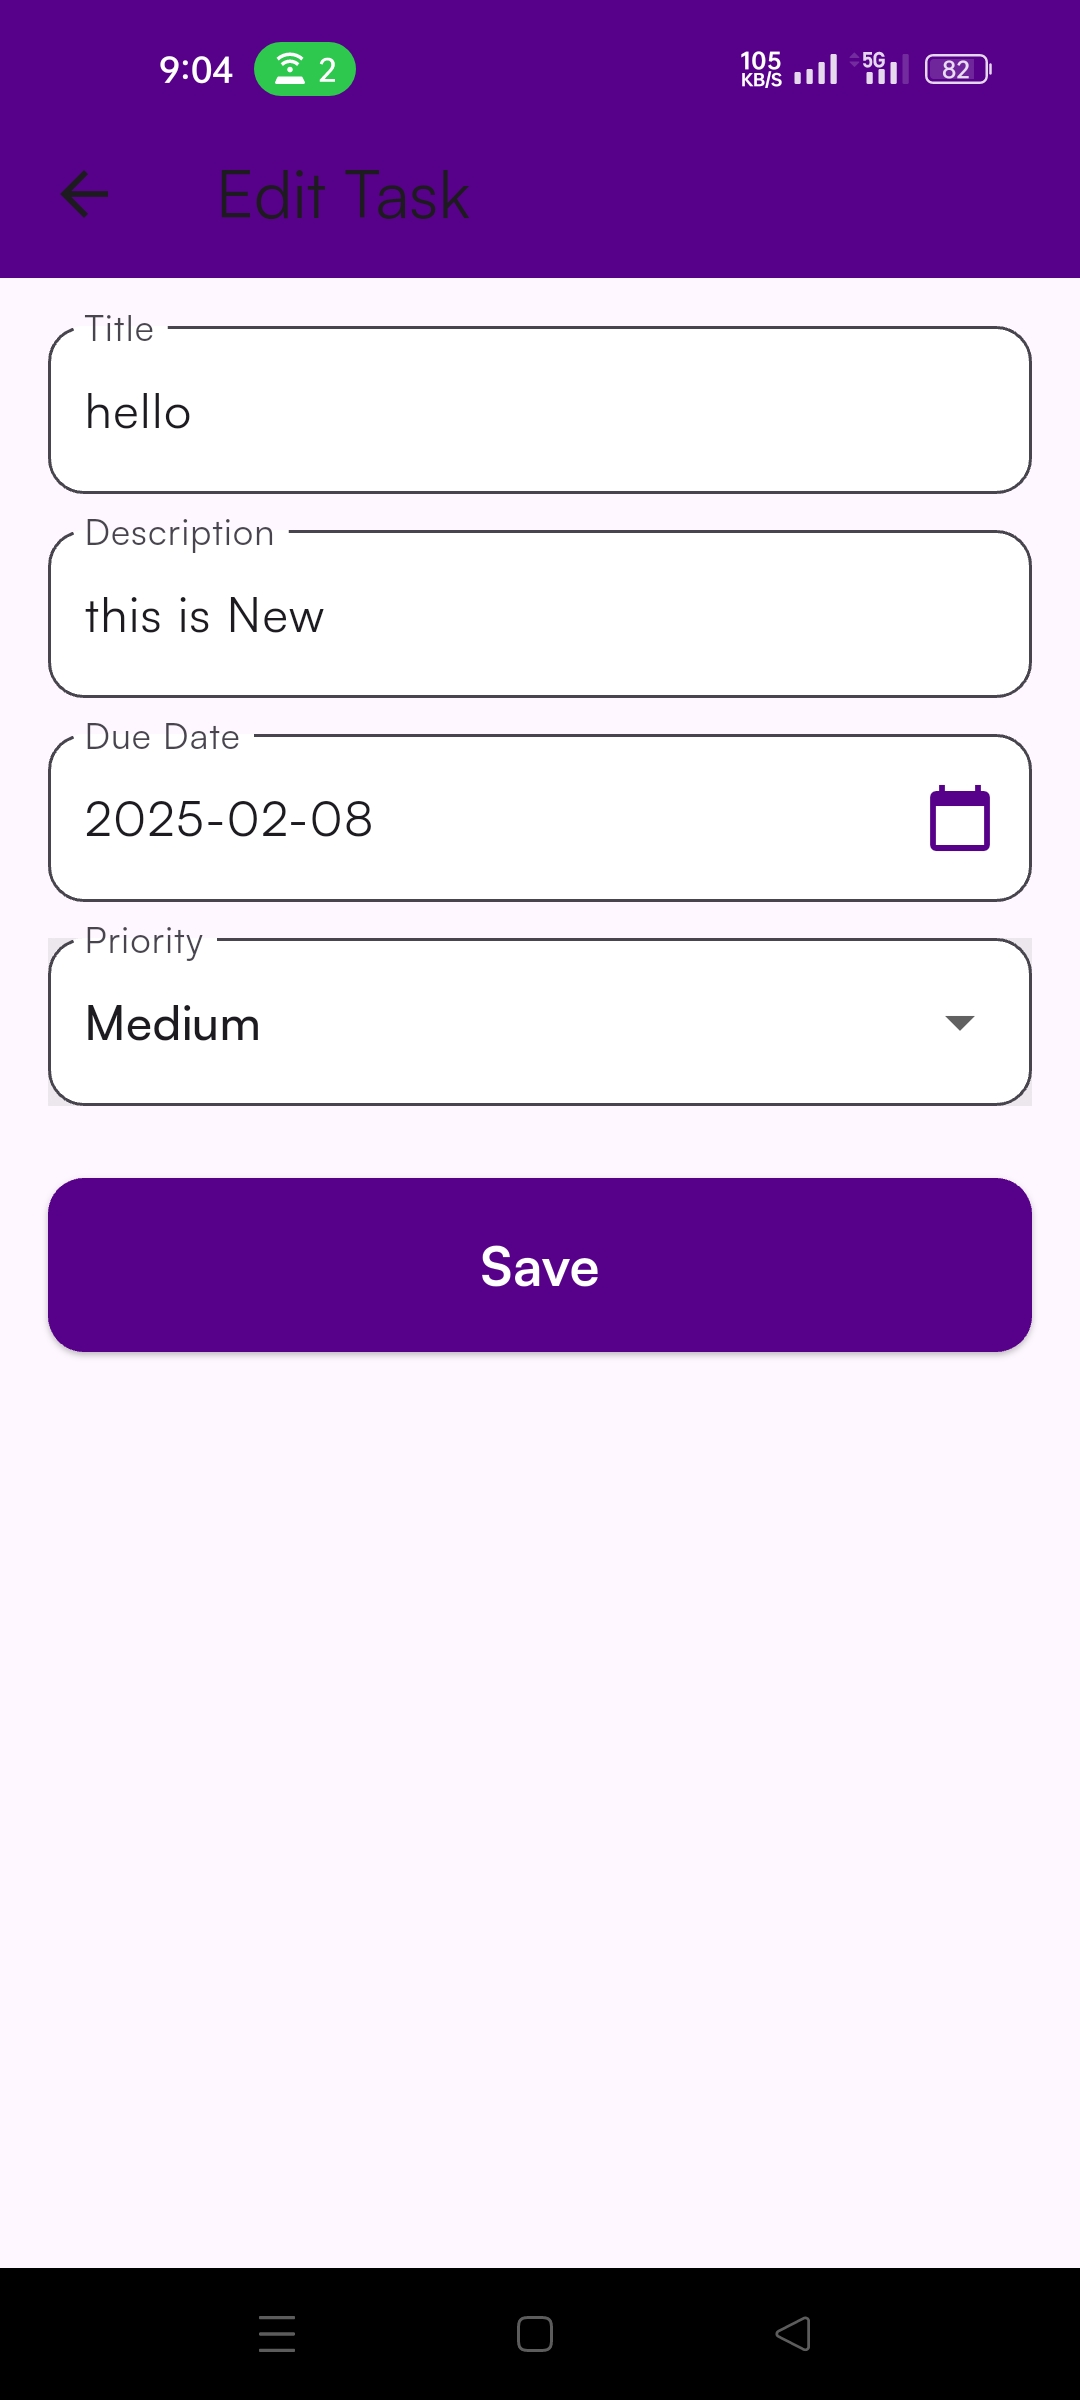 9:04 2 105 KB/S 5G 82
Edit Task
Title
hello
Description
this is New
Due Date
2025-02-08
Priority
Medium
Save